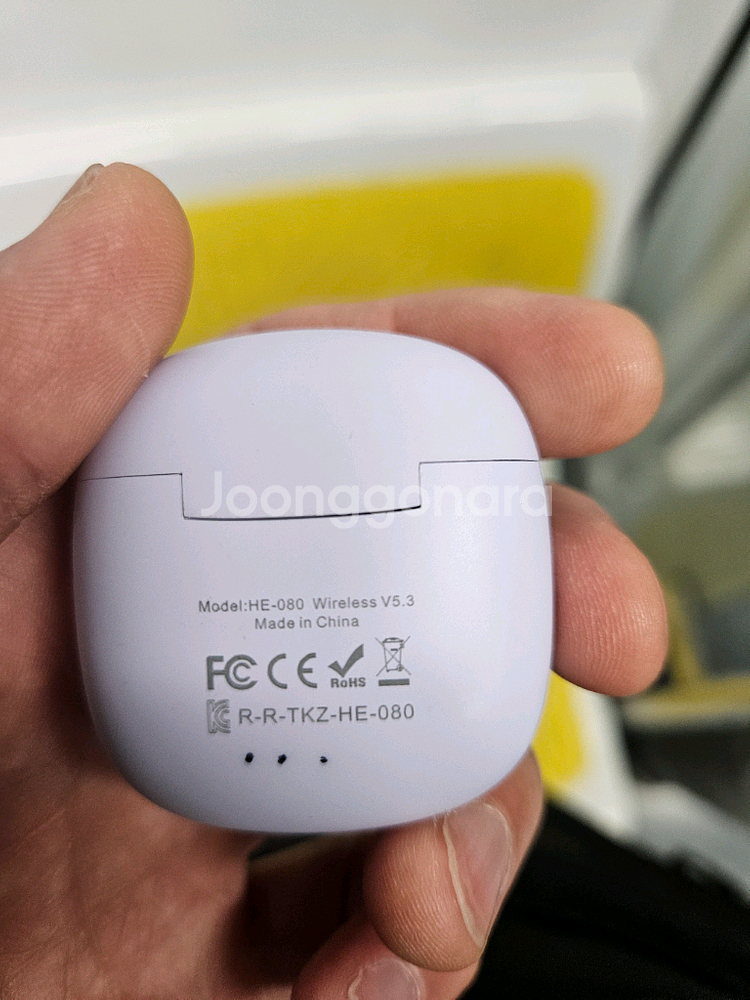 Joonggonara
Model:HE-080 Wireless V5.3
Made in China
FC CE RoHS
R-R-TKZ-HE-080